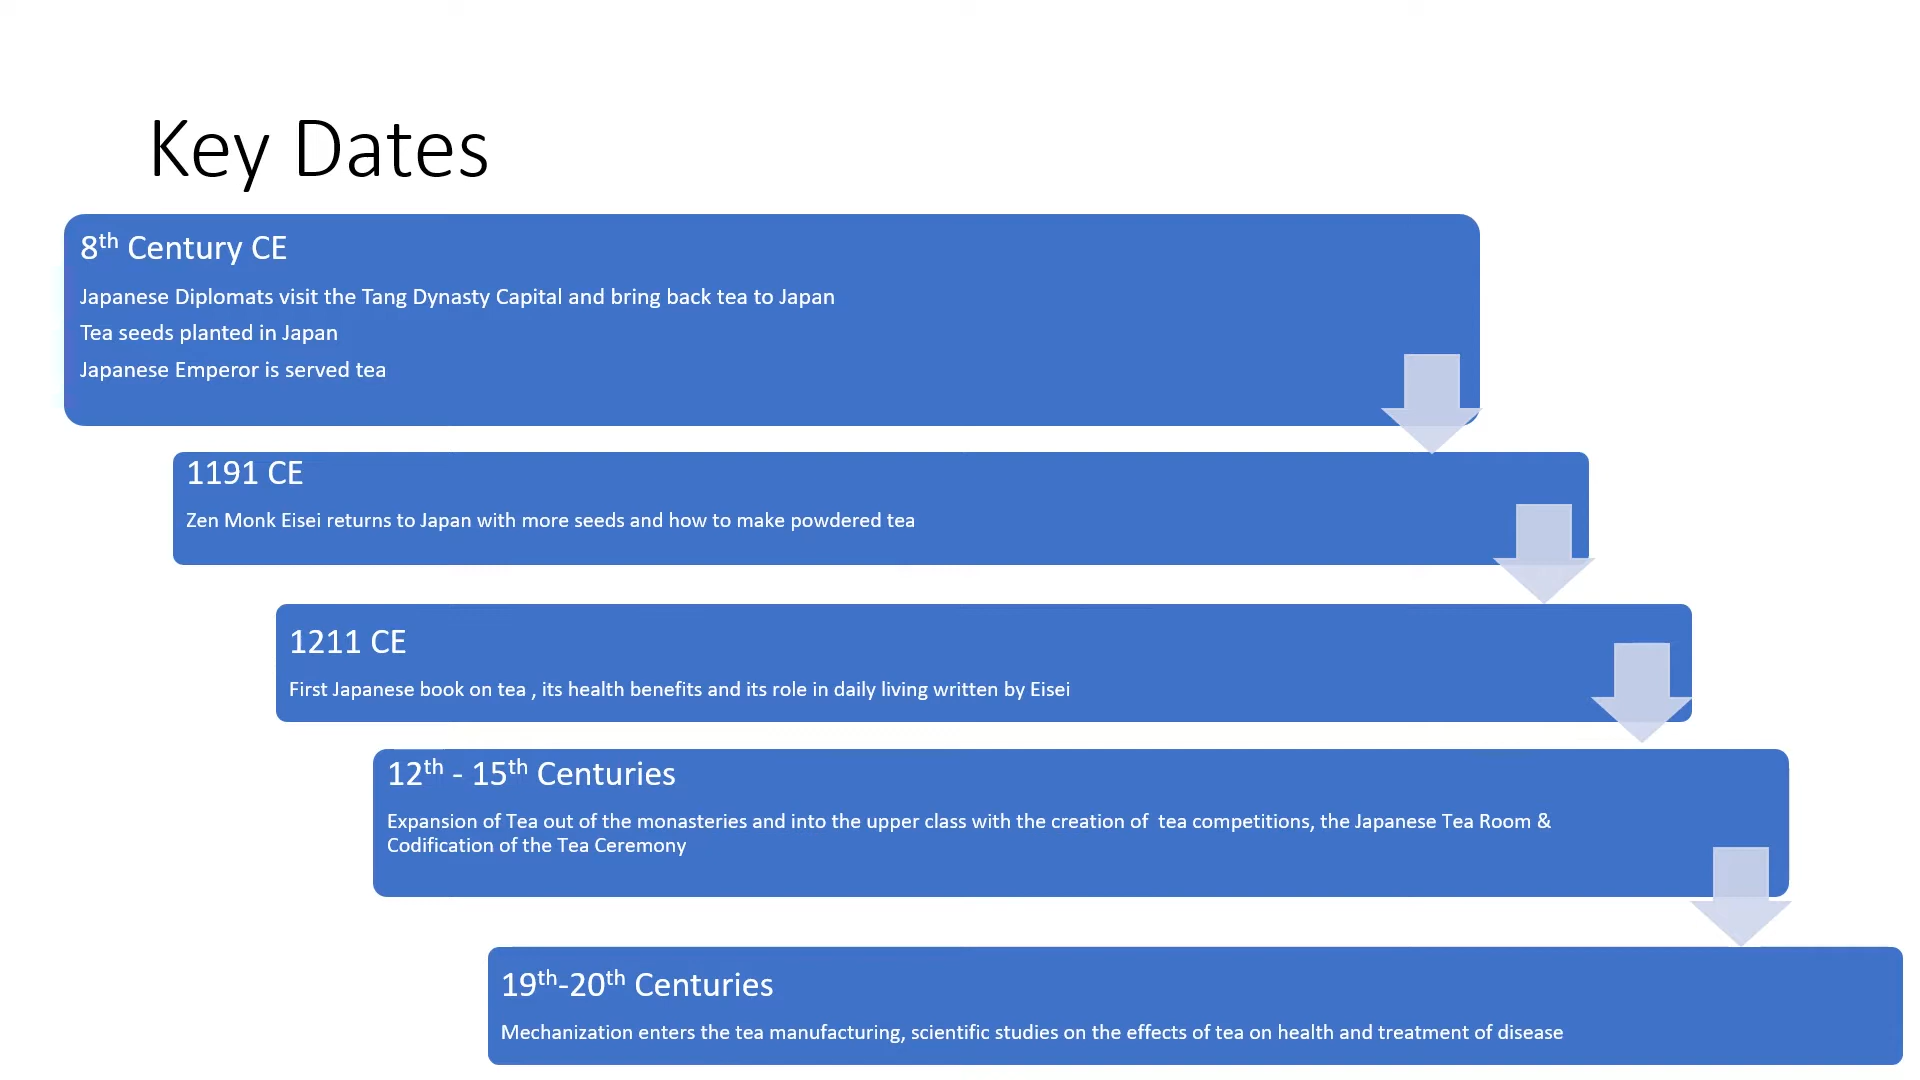 Key Dates
8th Century CE
Japanese Diplomats visit the Tang Dynasty Capital and bring back tea to Japan
Tea seeds planted in Japan
Japanese Emperor is served tea
1191 CE
Zen Monk Eisei returns to Japan with more seeds and how to make powdered tea
1211 CE
First Japanese book on tea , its health benefits and its role in daily living written by Eisei
12th - 15th Centuries
Expansion of Tea out of the monasteries and into the upper class with the creation of  tea competitions, the Japanese Tea Room &
Codification of the Tea Ceremony
19th-20th Centuries
Mechanization enters the tea manufacturing, scientific studies on the effects of tea on health and treatment of disease